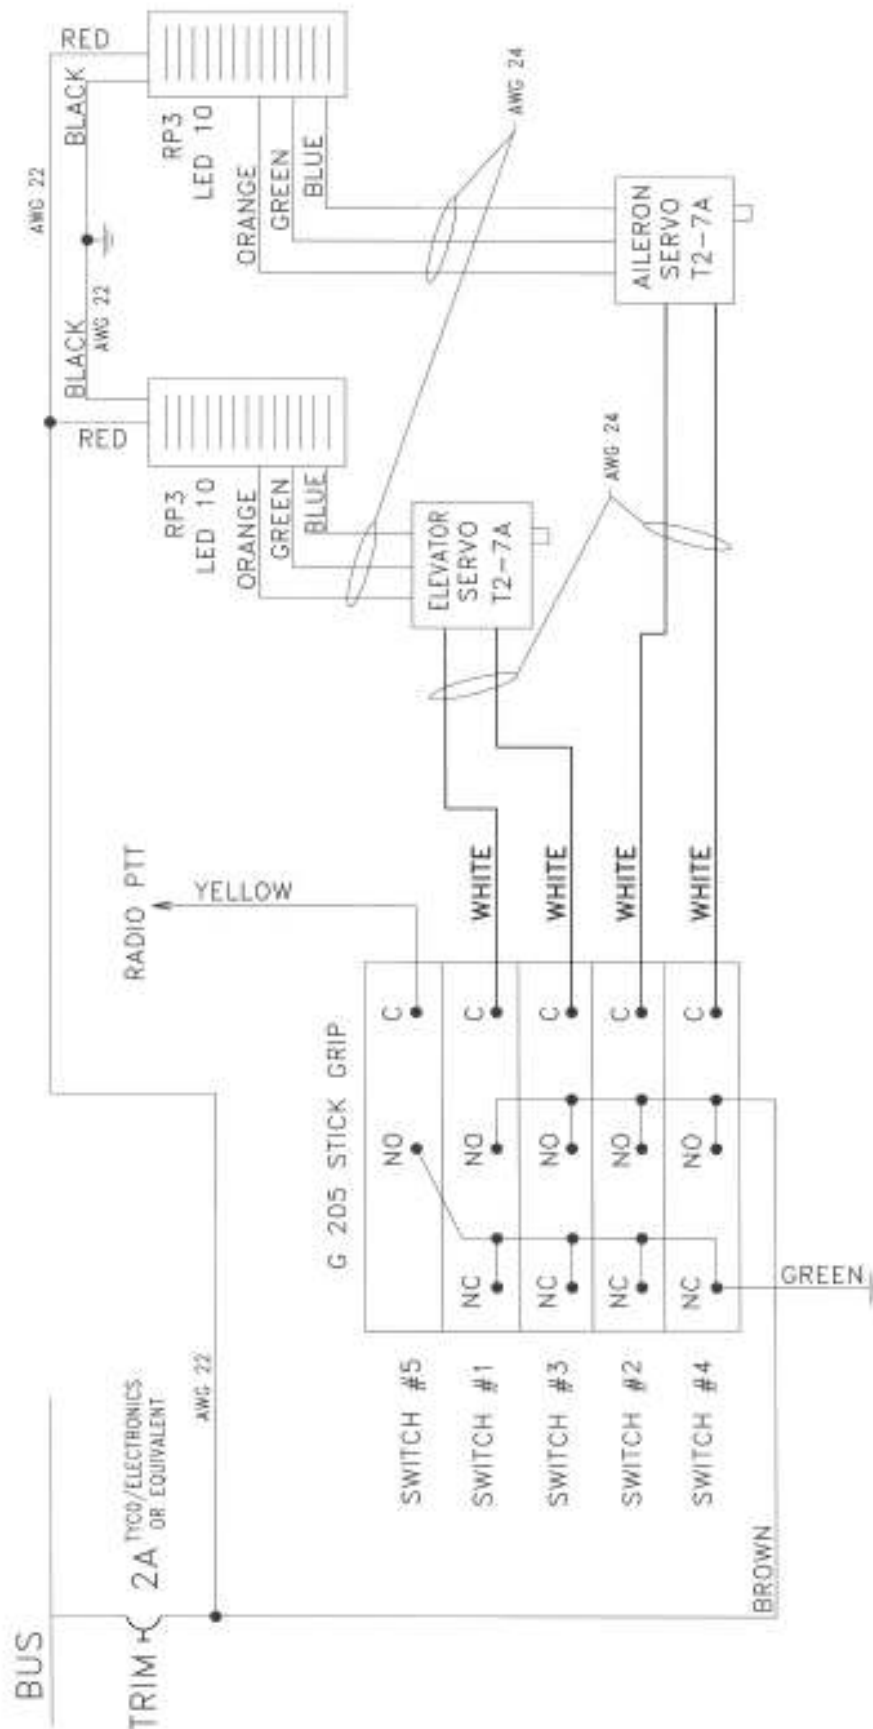 BUS
TRIM
2A
TYCO/ELECTRONICS
OR EQUIVALENT
AWG 22
BROWN
G 205 STICK GRIP
SWITCH #5
NO
C
SWITCH #1
NC
NO
C
SWITCH #3
NC
NO
C
SWITCH #2
NC
NO
C
SWITCH #4
NC
NO
C
GREEN
RADIO PTT
YELLOW
WHITE
WHITE
WHITE
WHITE
AWG 24
ELEVATOR
SERVO
T2-7A
RED
BLACK
AWG 22
RP3
LED 10
ORANGE
GREEN
BLUE
AWG 22
RED
BLACK
RP3
LED 10
ORANGE
GREEN
BLUE
AWG 24
AILERON
SERVO
T2-7A